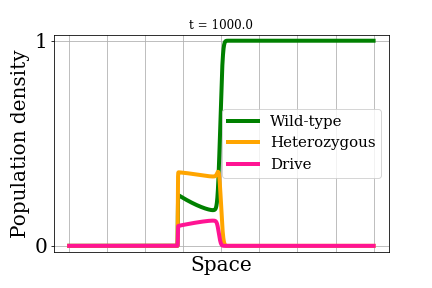 t = 1000.0
Population density
1
0
Wild-type
Heterozygous
Drive
Space